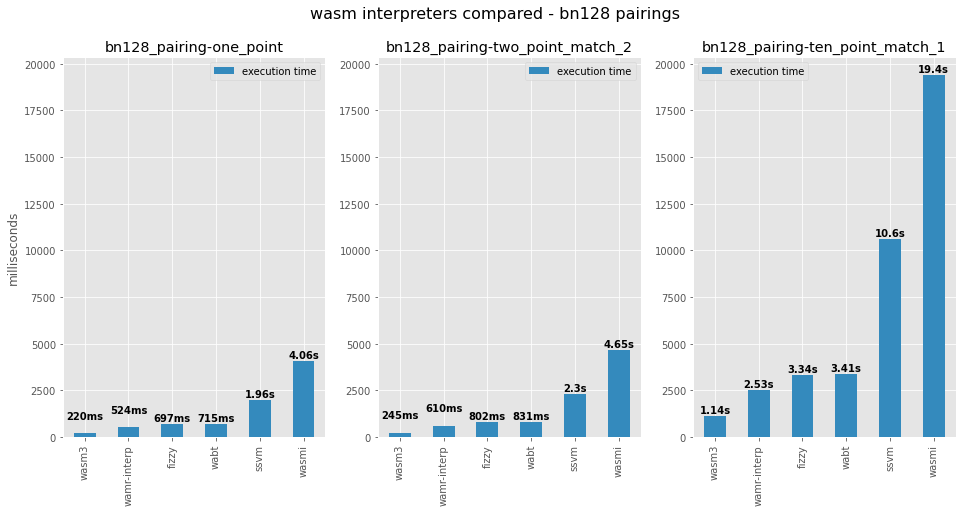 wasm interpreters compared - bn128 pairings
bn128_pairing-one_point
execution time
milliseconds
20000
17500
15000
12500
10000
7500
5000
2500
0
220ms
524ms
697ms
715ms
1.96s
4.06s
wasm3
wamr-interp
fizzy
wabt
ssvm
wasmi
bn128_pairing-two_point_match_2
execution time
20000
17500
15000
12500
10000
7500
5000
2500
0
245ms
610ms
802ms
831ms
2.3s
4.65s
wasm3
wamr-interp
fizzy
wabt
ssvm
wasmi
bn128_pairing-ten_point_match_1
execution time
20000
17500
15000
12500
10000
7500
5000
2500
0
1.14s
2.53s
3.34s
3.41s
10.6s
19.4s
wasm3
wamr-interp
fizzy
wabt
ssvm
wasmi